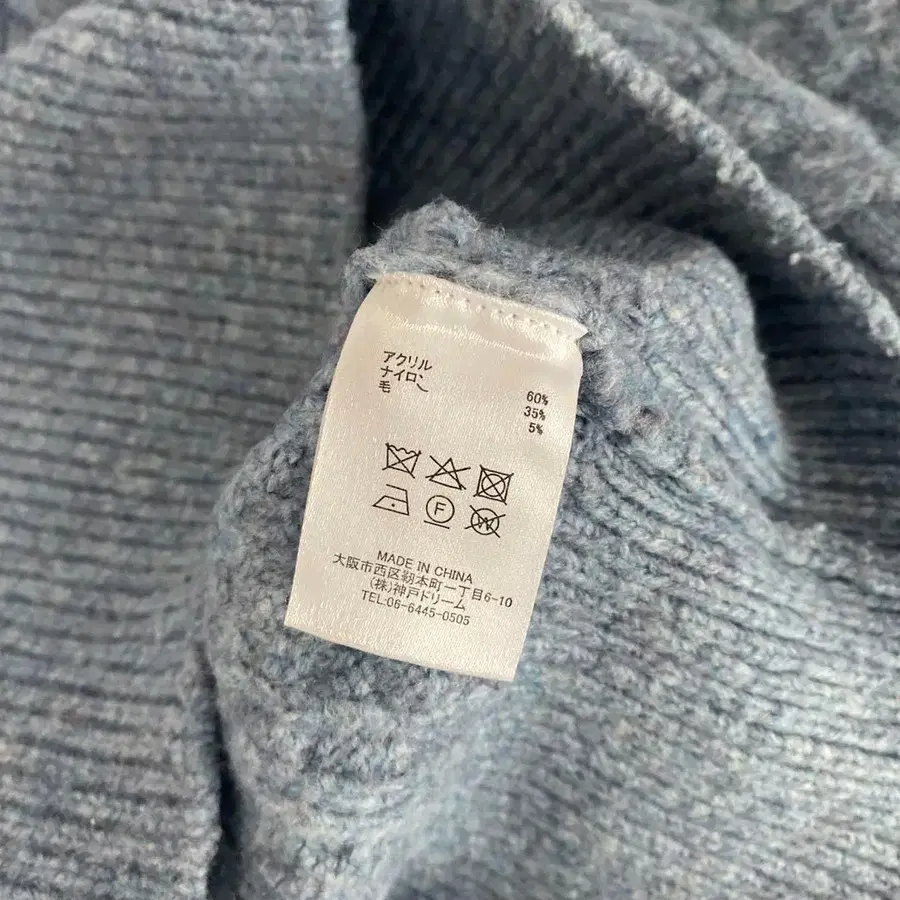 アクリル 60%
ナイロン 35%
毛 5%
F
W
MADE IN CHINA
大阪市西区靭本町一丁目6-10
(株)神戸ドリーム
TEL:06-6445-0505